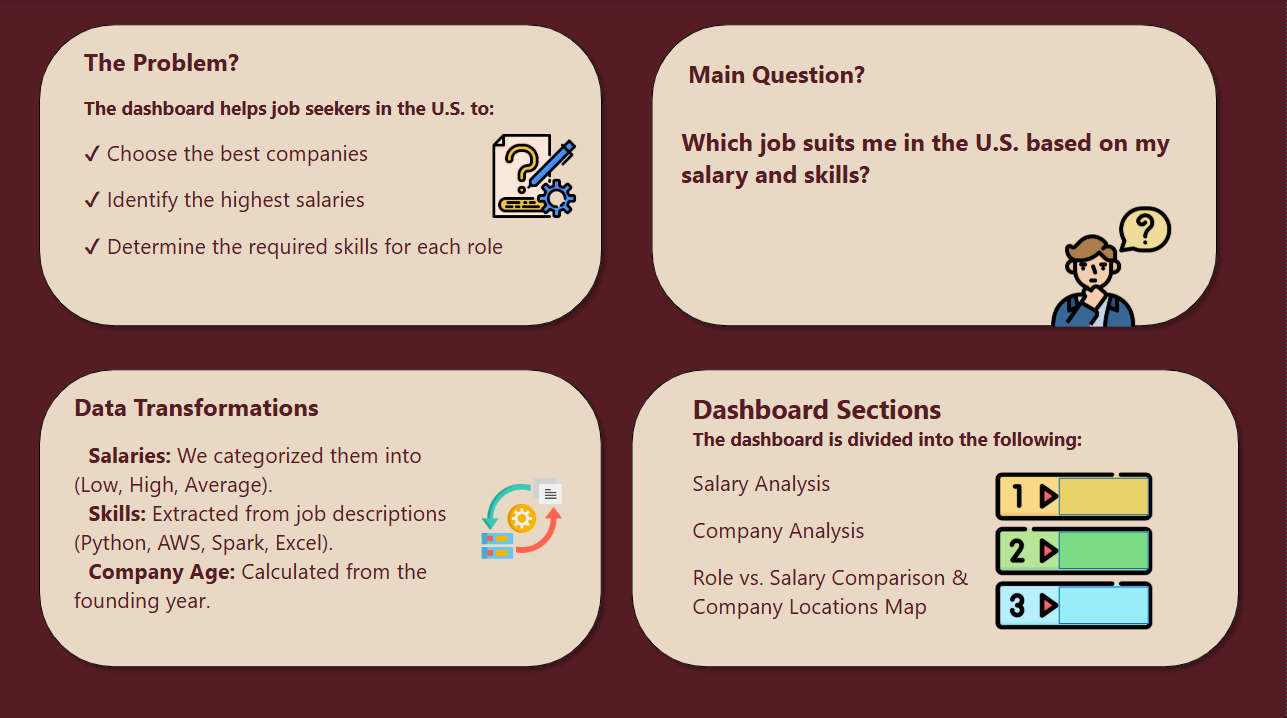 The Problem?
The dashboard helps job seekers in the U.S. to:
✓ Choose the best companies
✓ Identify the highest salaries
✓ Determine the required skills for each role
?
Main Question?
Which job suits me in the U.S. based on my
salary and skills?
?
Data Transformations
Salaries: We categorized them into
(Low, High, Average).
Skills: Extracted from job descriptions
(Python, AWS, Spark, Excel).
Company Age: Calculated from the
founding year.
Dashboard Sections
The dashboard is divided into the following:
Salary Analysis
Company Analysis
Role vs. Salary Comparison &
Company Locations Map
1
2
3